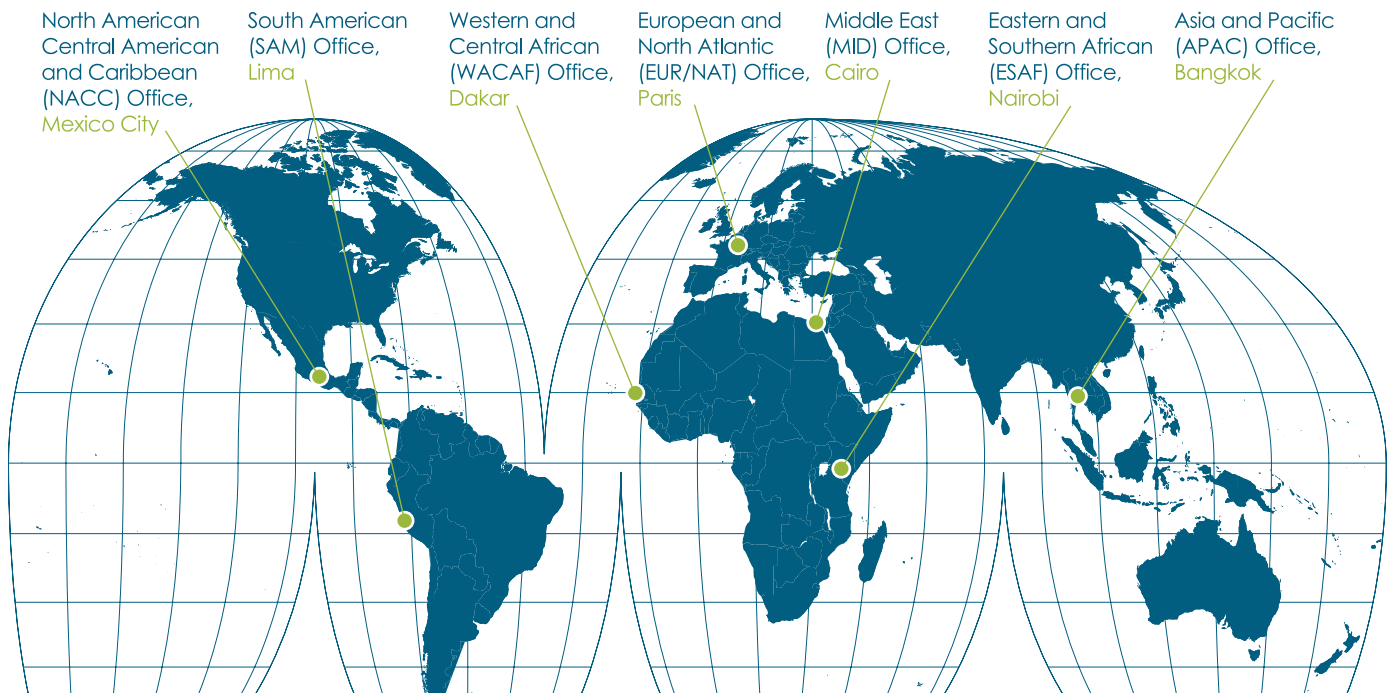 North American
Central American
and Caribbean
(NACC) Office,
Mexico City
South American
(SAM) Office,
Lima
Western and
Central African
(WACAF) Office,
Dakar
European and
North Atlantic
(EUR/NAT) Office,
Paris
Middle East
(MID) Office,
Cairo
Eastern and
Southern African
(ESAF) Office,
Nairobi
Asia and Pacific
(APAC) Office,
Bangkok